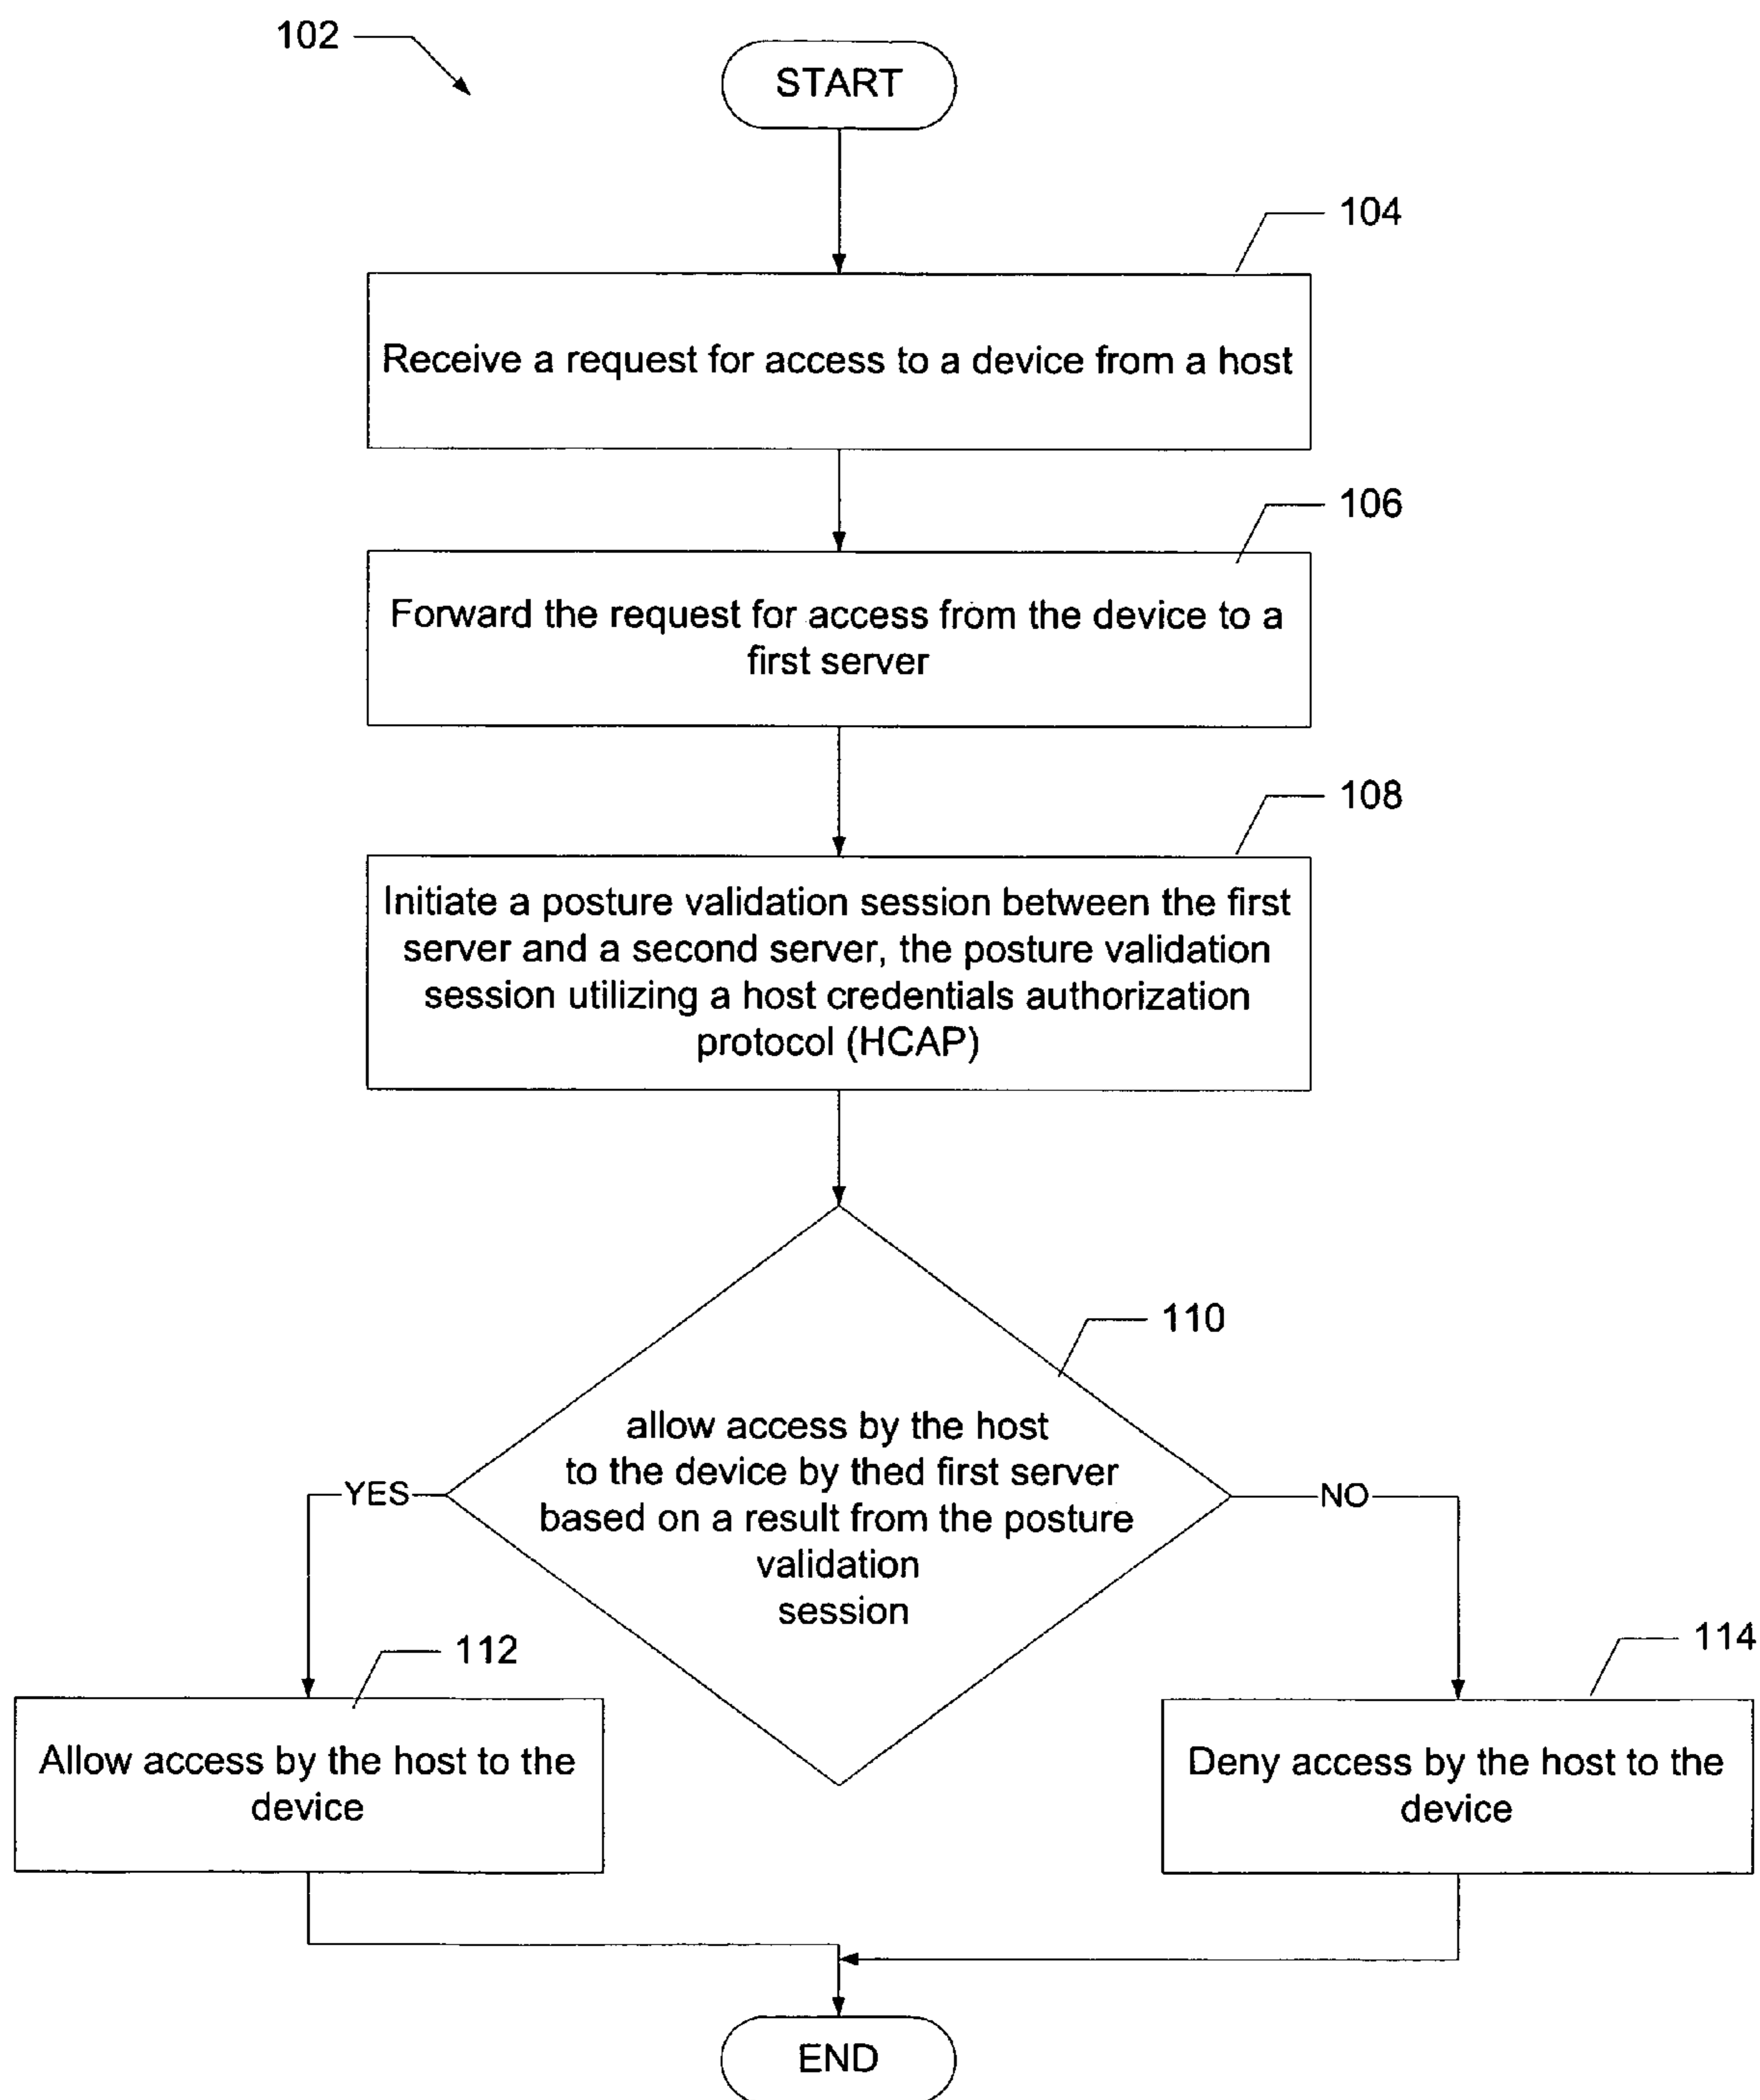 102
START
104
Receive a request for access to a device from a host
106
Forward the request for access from the device to a
first server
108
Initiate a posture validation session between the first
server and a second server, the posture validation
session utilizing a host credentials authorization
protocol (HCAP)
110
allow access by the host
to the device by thed first server
based on a result from the posture
validation
session
YES
NO
112
Allow access by the host to the
device
114
Deny access by the host to the
device
END